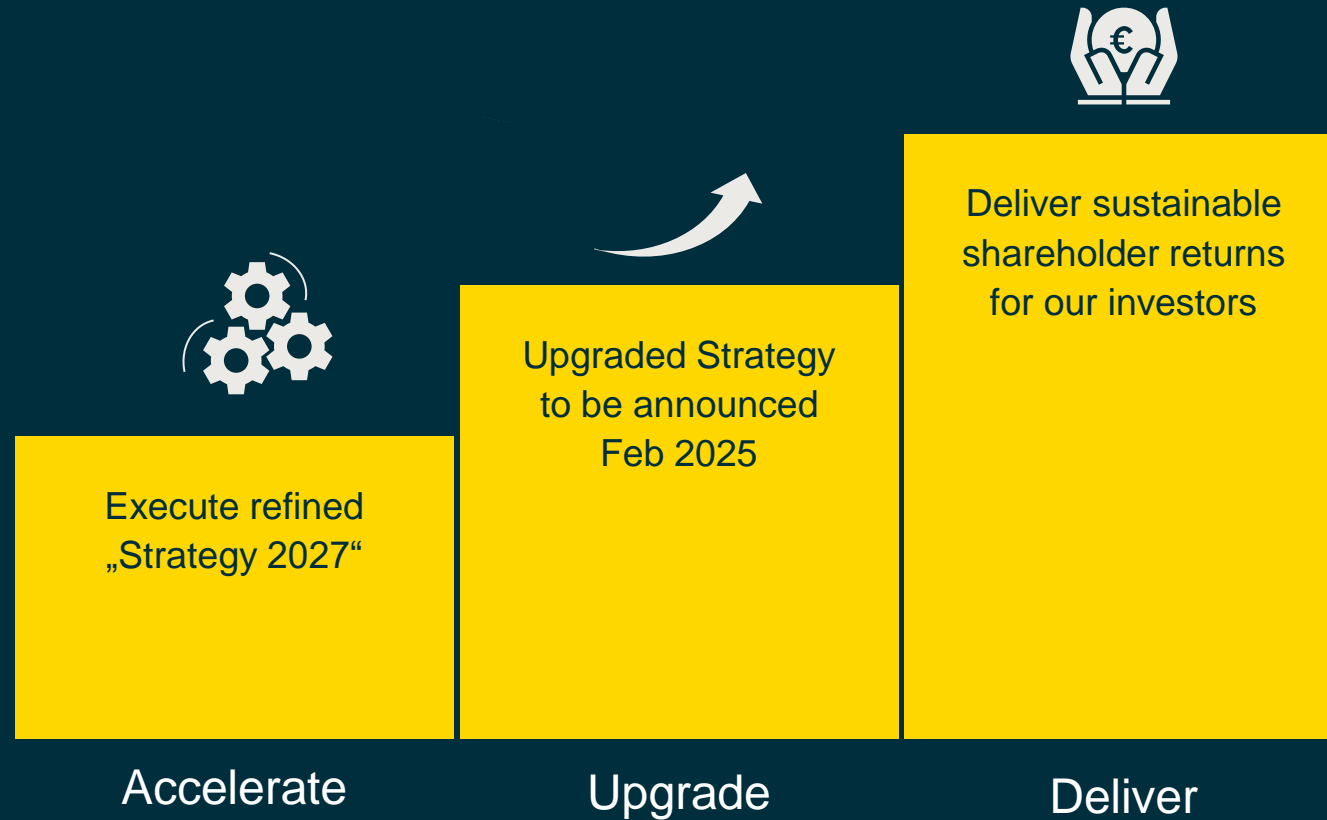 €
Execute refined
„Strategy 2027“
Accelerate
Upgraded Strategy
to be announced
Feb 2025
Upgrade
Deliver sustainable
shareholder returns
for our investors
Deliver